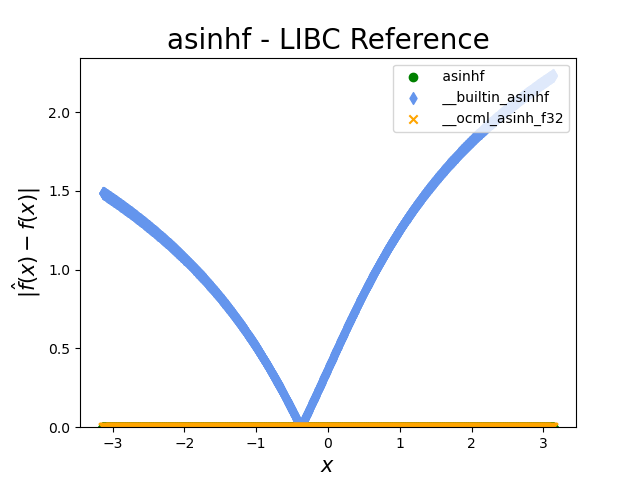 asinhf - LIBC Reference
asinhf
__builtin_asinhf
__ocml_asinh_f32
|f̂(x) − f(x)|
2.0
1.5
1.0
0.5
0.0
−3 −2 −1 0 1 2 3
x